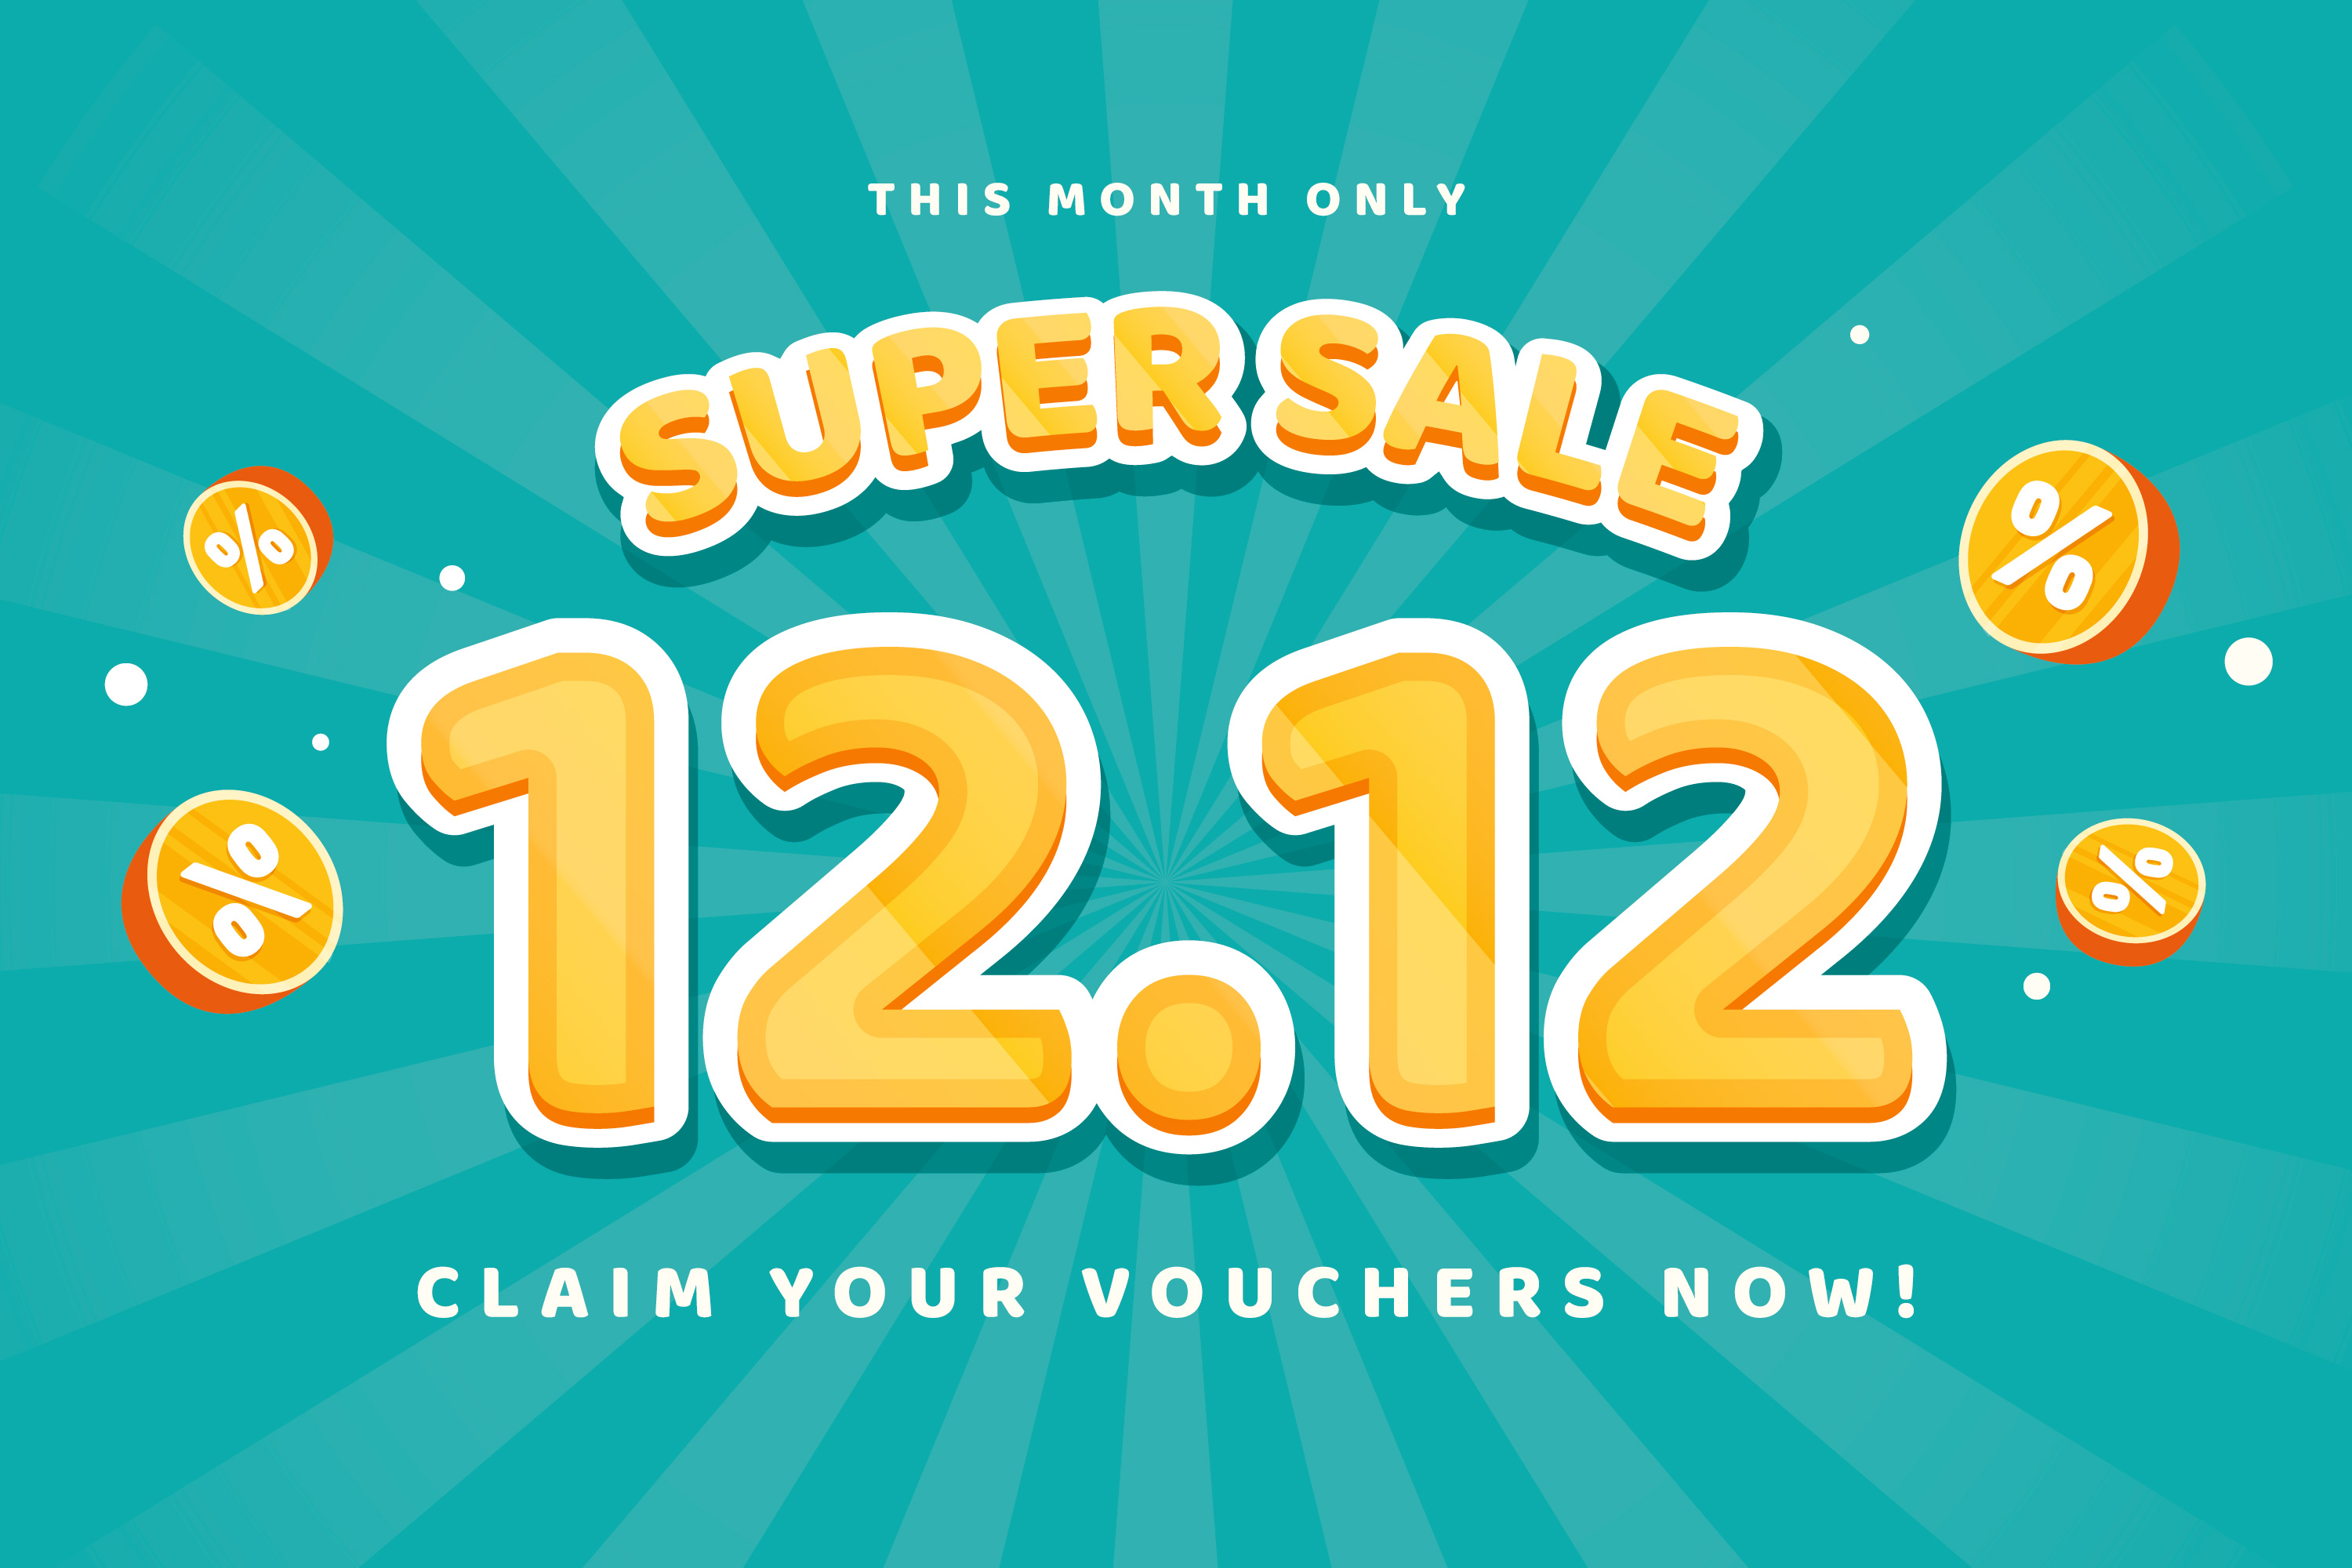 THIS MONTH ONLY
SUPER SALE
12.12
% % % %
CLAIM YOUR VOUCHERS NOW!